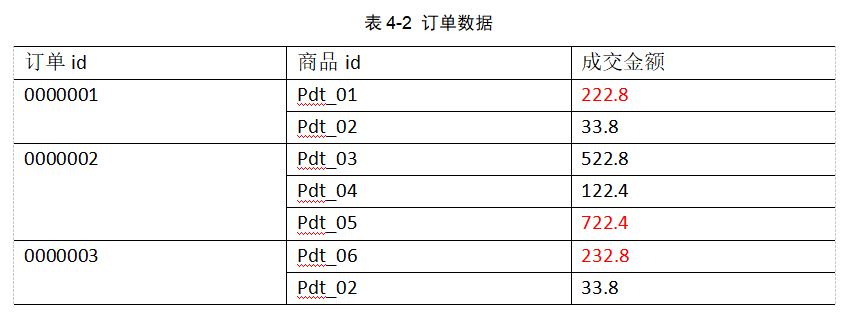 表 4-2 订单数据
订单 id 商品 id 成交金额
0000001 Pdt_01 222.8
Pdt_02 33.8
0000002 Pdt_03 522.8
Pdt_04 122.4
Pdt_05 722.4
0000003 Pdt_06 232.8
Pdt_02 33.8